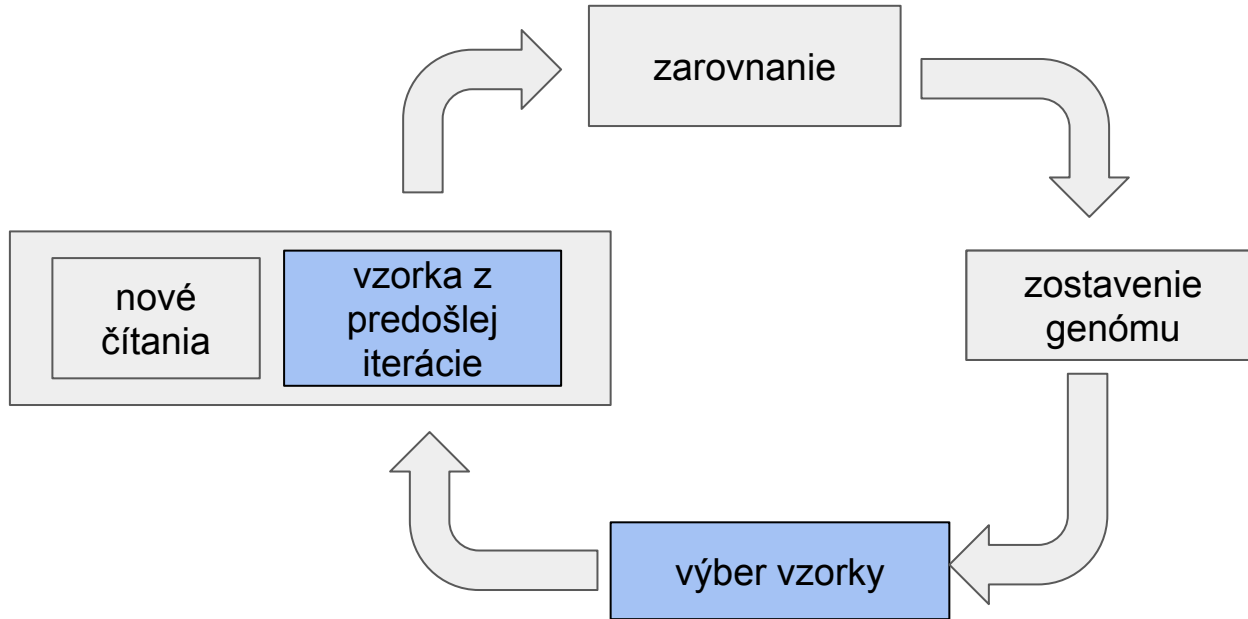 zarovnanie
nové
čítania
vzorka z
predošlej
iterácie
zostavenie
genómu
výber vzorky